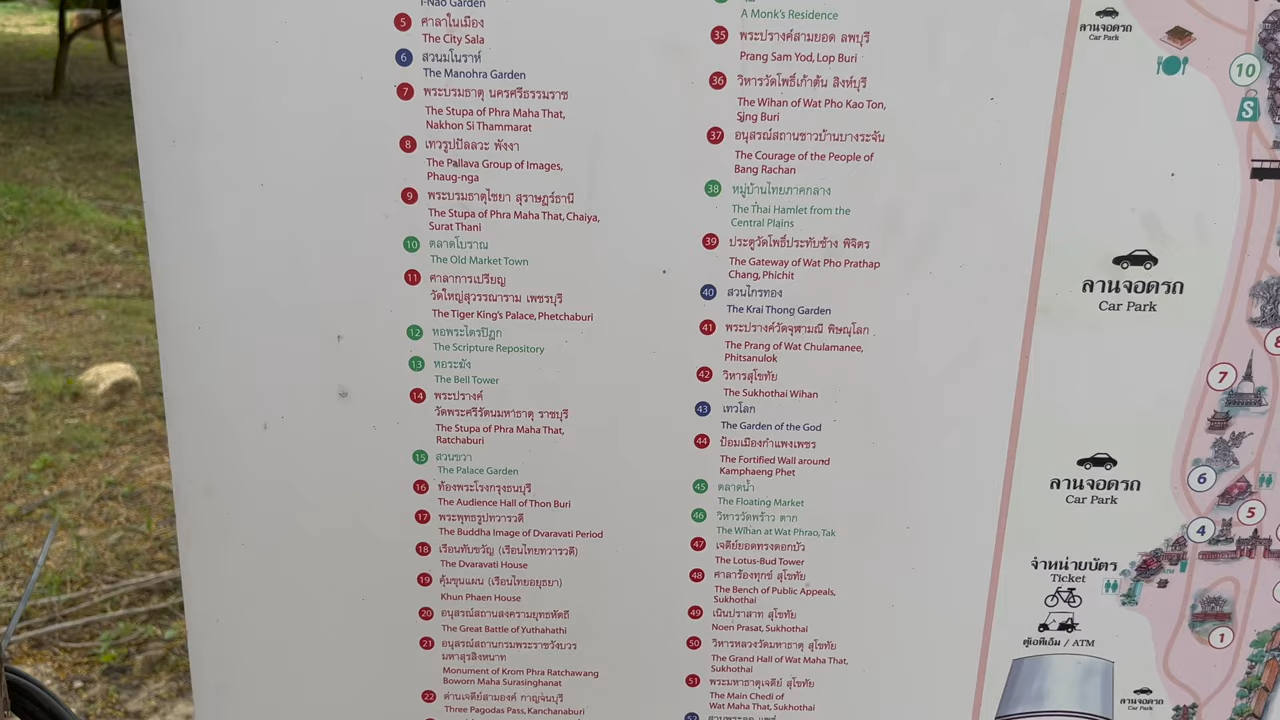 I-Nao Garden
5 ศาลาในเมือง
The City Sala
6 สวนมโนราห์
The Manohra Garden
7 พระบรมธาตุ นครศรีธรรมราช
The Stupa of Phra Maha That,
Nakhon Si Thammarat
8 เทวรูปปัลลวะ พังงา
The Pallava Group of Images,
Phaug-nga
9 พระบรมธาตุไชยา สุราษฎร์ธานี
The Stupa of Phra Maha That, Chaiya,
Surat Thani
10 ตลาดโบราณ
The Old Market Town
11 ศาลาการเปรียญ
วัดใหญ่สุวรรณาราม เพชรบุรี
The Tiger King's Palace, Phetchaburi
12 หอพระไตรปิฎก
The Scripture Repository
13 หอระฆัง
The Bell Tower
14 พระปรางค์
วัดพระศรีรัตนมหาธาตุ ราชบุรี
The Stupa of Phra Maha That,
Ratchaburi
15 สวนขวา
The Palace Garden
16 ท้องพระโรงกรุงธนบุรี
The Audience Hall of Thon Buri
17 พระพุทธรูปทวารวดี
The Buddha Image of Dvaravati Period
18 เรือนทับขวัญ (เรือนไทยทวารวดี)
The Dvaravati House
19 คุ้มขุนแผน (เรือนไทยอยุธยา)
Khun Phaen House
20 อนุสรณ์สถานสงครามยุทธหัตถี
The Great Battle of Yuthahathi
21 อนุสรณ์สถานกรมพระราชวังบวร
มหาสุรสิงหนาท
Monument of Krom Phra Ratchawang
Boworn Maha Surasinghanat
22 ด่านเจดีย์สามองค์ กาญจนบุรี
Three Pagodas Pass, Kanchanaburi
A Monk's Residence
35 พระปรางค์สามยอด ลพบุรี
Prang Sam Yod, Lop Buri
36 วิหารวัดโพธิ์เก้าต้น สิงห์บุรี
The Wihan of Wat Pho Kao Ton,
Sing Buri
37 อนุสรณ์สถานชาวบ้านบางระจัน
The Courage of the People of
Bang Rachan
38 หมู่บ้านไทยภาคกลาง
The Thai Hamlet from the
Central Plains
39 ประตูวัดโพธิ์ประทับช้าง พิจิตร
The Gateway of Wat Pho Prathap
Chang, Phichit
40 สวนไกรทอง
The Krai Thong Garden
41 พระปรางค์วัดจุฬามณี พิษณุโลก
The Prang of Wat Chulamanee,
Phitsanulok
42 วิหารสุโขทัย
The Sukhothai Wihan
43 เทวโลก
The Garden of the God
44 ป้อมเมืองกำแพงเพชร
The Fortified Wall around
Kamphaeng Phet
45 ตลาดน้ำ
The Floating Market
46 วิหารวัดพร้าว ตาก
The Wihan at Wat Phrao, Tak
47 เจดีย์ยอดทรงดอกบัว
The Lotus-Bud Tower
48 ศาลาร้องทุกข์ สุโขทัย
The Bench of Public Appeals,
Sukhothai
49 เนินปราสาท สุโขทัย
Noen Prasat, Sukhothai
50 วิหารหลวงวัดมหาธาตุ สุโขทัย
The Grand Hall of Wat Maha That,
Sukhothai
51 พระมหาธาตุเจดีย์ สุโขทัย
The Main Chedi of
Wat Maha That, Sukhothai
ลานจอดรถ
Car Park
10
S
ลานจอดรถ
Car Park
8
7
ลานจอดรถ
Car Park
6
5
4
จำหน่ายบัตร
Ticket
ตู้เอทีเอ็ม / ATM
1
ลานจอดรถ
Car Park